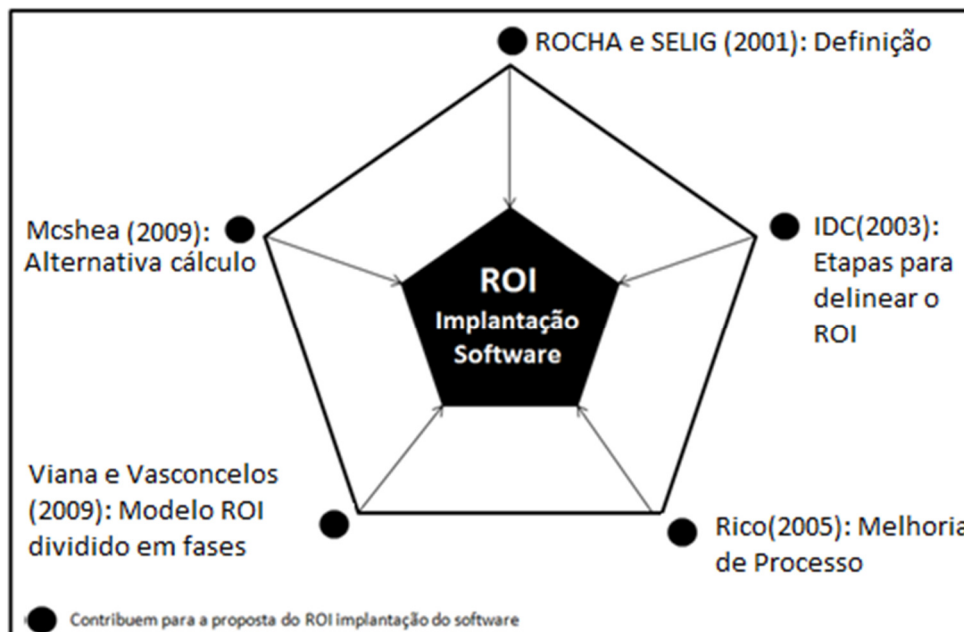 ROCHA e SELIG (2001): Definição
Mcshea (2009):
Alternativa cálculo
IDC(2003):
Etapas para
delinear o
ROI
ROI
Implantação
Software
Viana e Vasconcelos
(2009): Modelo ROI
dividido em fases
Rico(2005): Melhoria
de Processo
Contribuem para a proposta do ROI implantação do software